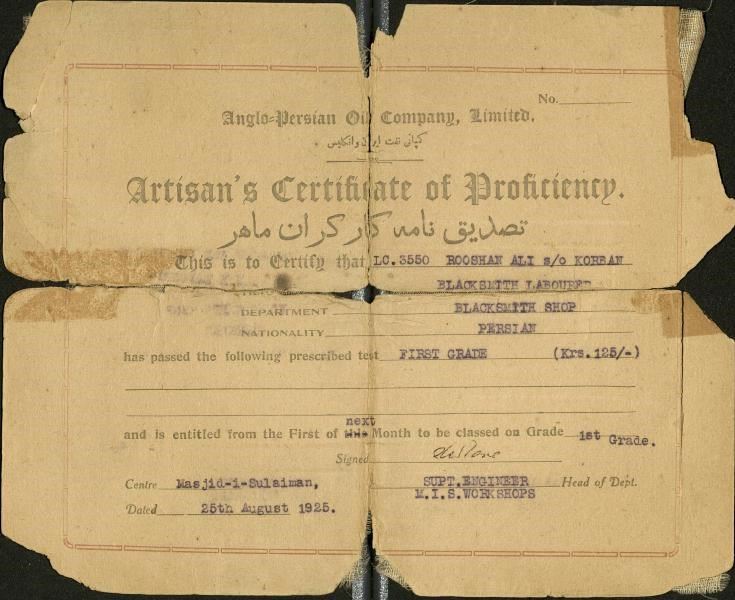 No.
Anglo-Persian Oil Company, Limited.
کمپانی نفت ایران و انگلیس
Artisan's Certificate of Proficiency.
تصدیق نامه کارکران ماهر
This is to Certify that LC.3550 ROOSHAN ALI s/o KORBAN
BLACKSMITH LABOURER
DEPARTMENT BLACKSMITH SHOP
NATIONALITY PERSIAN
has passed the following prescribed test FIRST GRADE (Krs.125/-)
next
and is entitled from the First of this Month to be classed on Grade 1st Grade.
Signed
Centre Masjid-i-Sulaiman, SUPT.ENGINEER Head of Dept.
M.I.S.WORKSHOPS
Dated 25th August 1925.